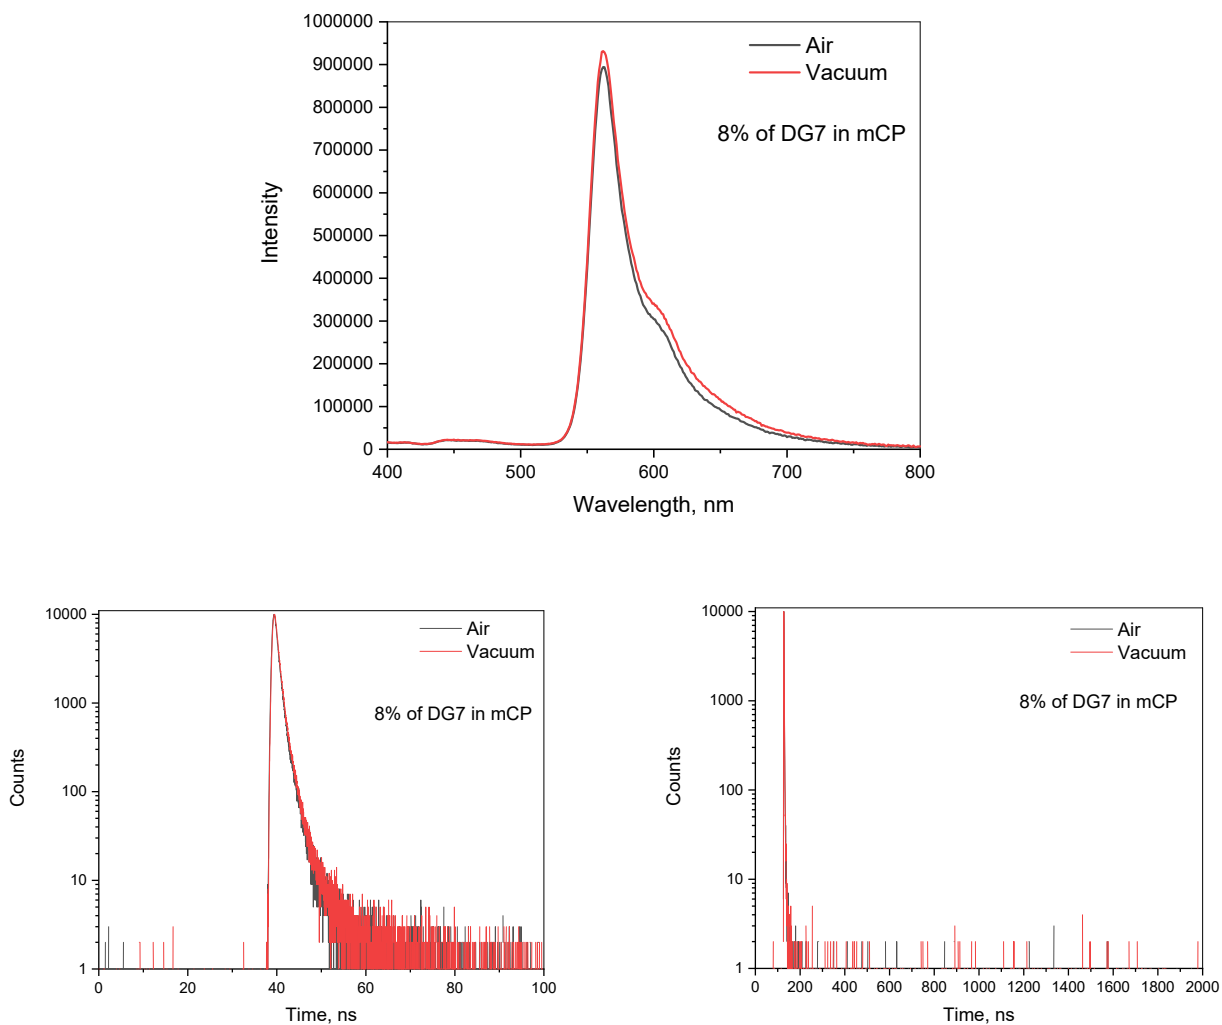 1000000
900000
800000
700000
600000
500000
400000
300000
200000
100000
0
Intensity
Air
Vacuum
8% of DG7 in mCP
400 500 600 700 800
Wavelength, nm
10000
1000
100
10
1
Counts
Air
Vacuum
8% of DG7 in mCP
0 20 40 60 80 100
Time, ns
10000
1000
100
10
1
Counts
Air
Vacuum
8% of DG7 in mCP
0 200 400 600 800 1000 1200 1400 1600 1800 2000
Time, ns